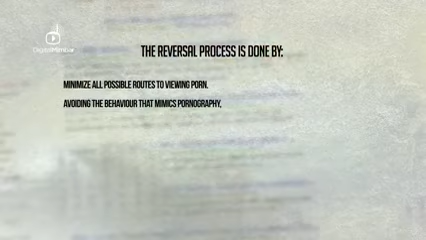 DigitalMimbar
THE REVERSAL PROCESS IS DONE BY:
MINIMIZE ALL POSSIBLE ROUTES TO VIEWING PORN.
AVOIDING THE BEHAVIOUR THAT MIMICS PORNOGRAPHY,